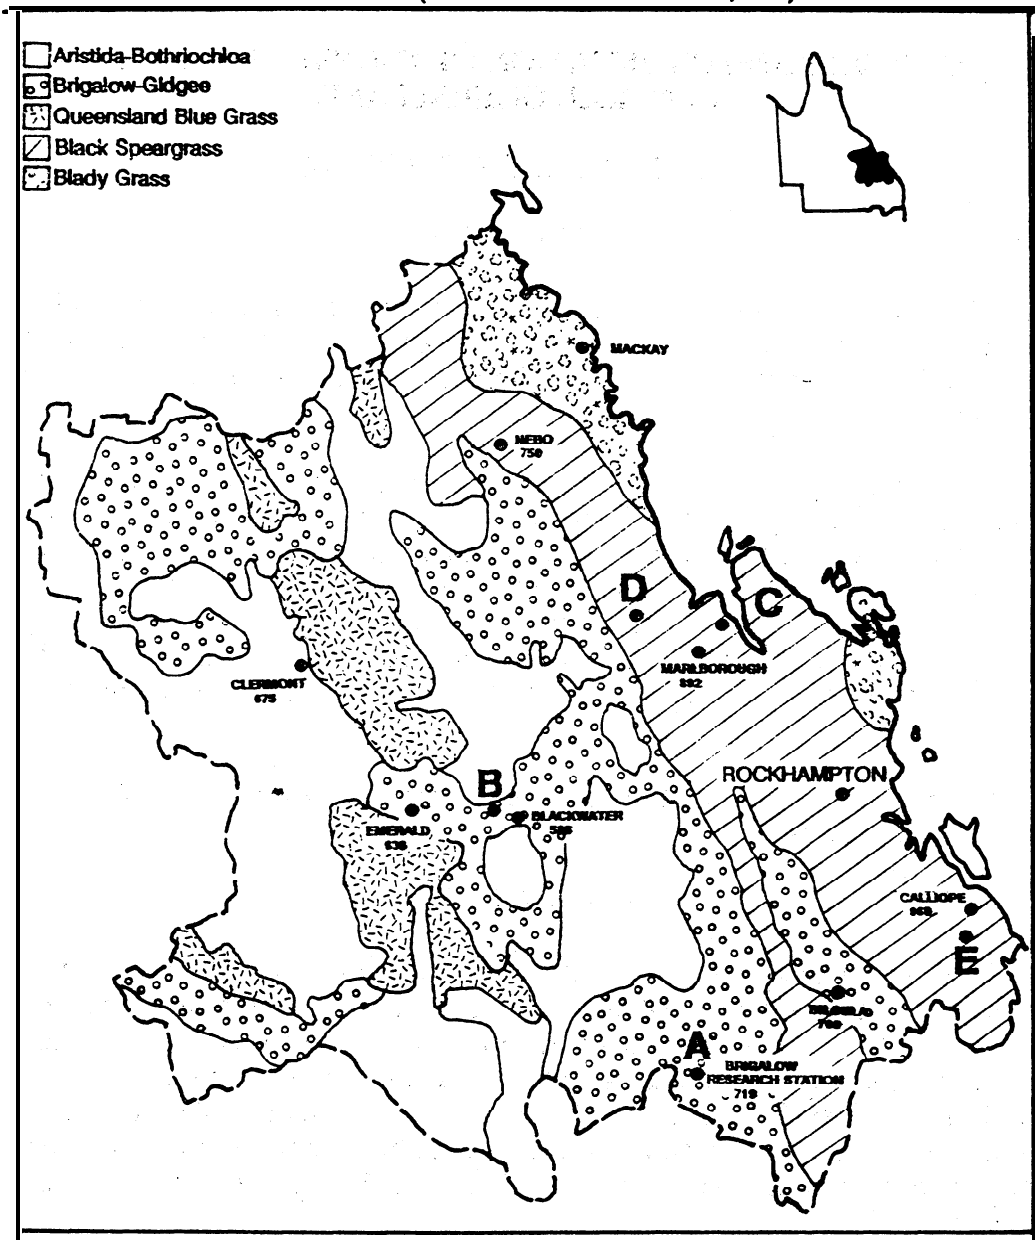 Aristida-Bothriochloa
Brigalow-Gidgee
Queensland Blue Grass
Black Speargrass
Blady Grass
MACKAY
NEBO
750
D
C
MARLBOROUGH
CLERMONT
675
ROCKHAMPTON
B
BLACKWATER
EMERALD
CALLIOPE
E
A
BRIGALOW
RESEARCH STATION
719